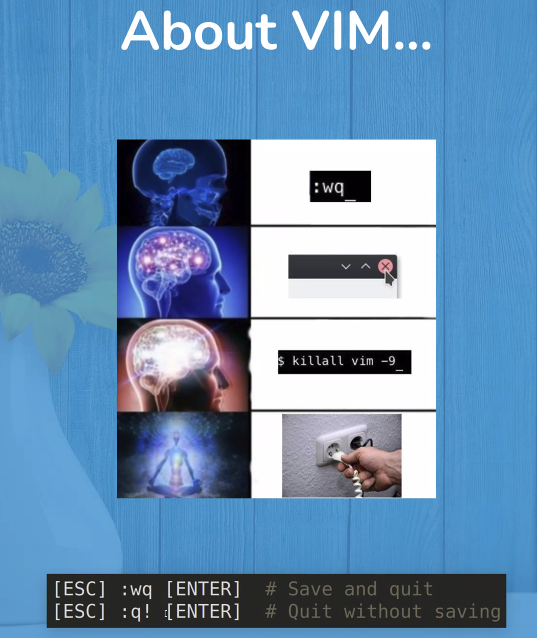 About VIM...
:wq_
$ killall vim -9_
[ESC] :wq [ENTER]  # Save and quit
[ESC] :q! [ENTER]  # Quit without saving